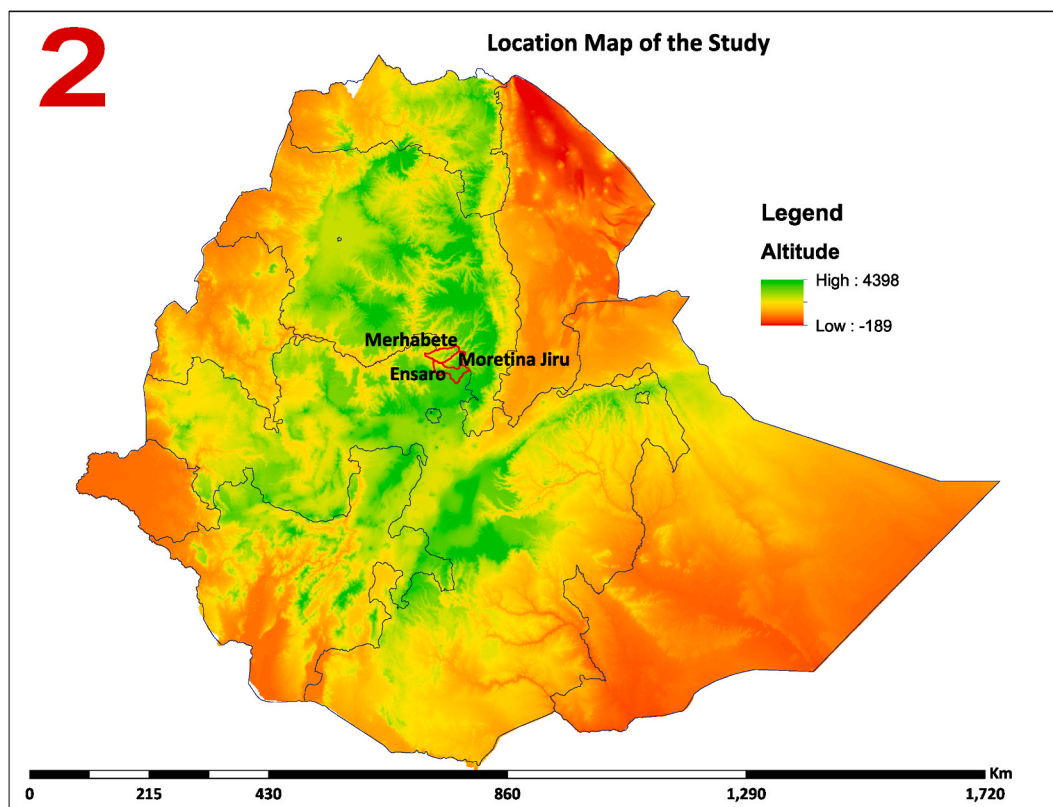 2
Location Map of the Study
Legend
Altitude
High : 4398
Low : -189
Merhabete
Moretina Jiru
Ensaro
Km
0 215 430 860 1,290 1,720